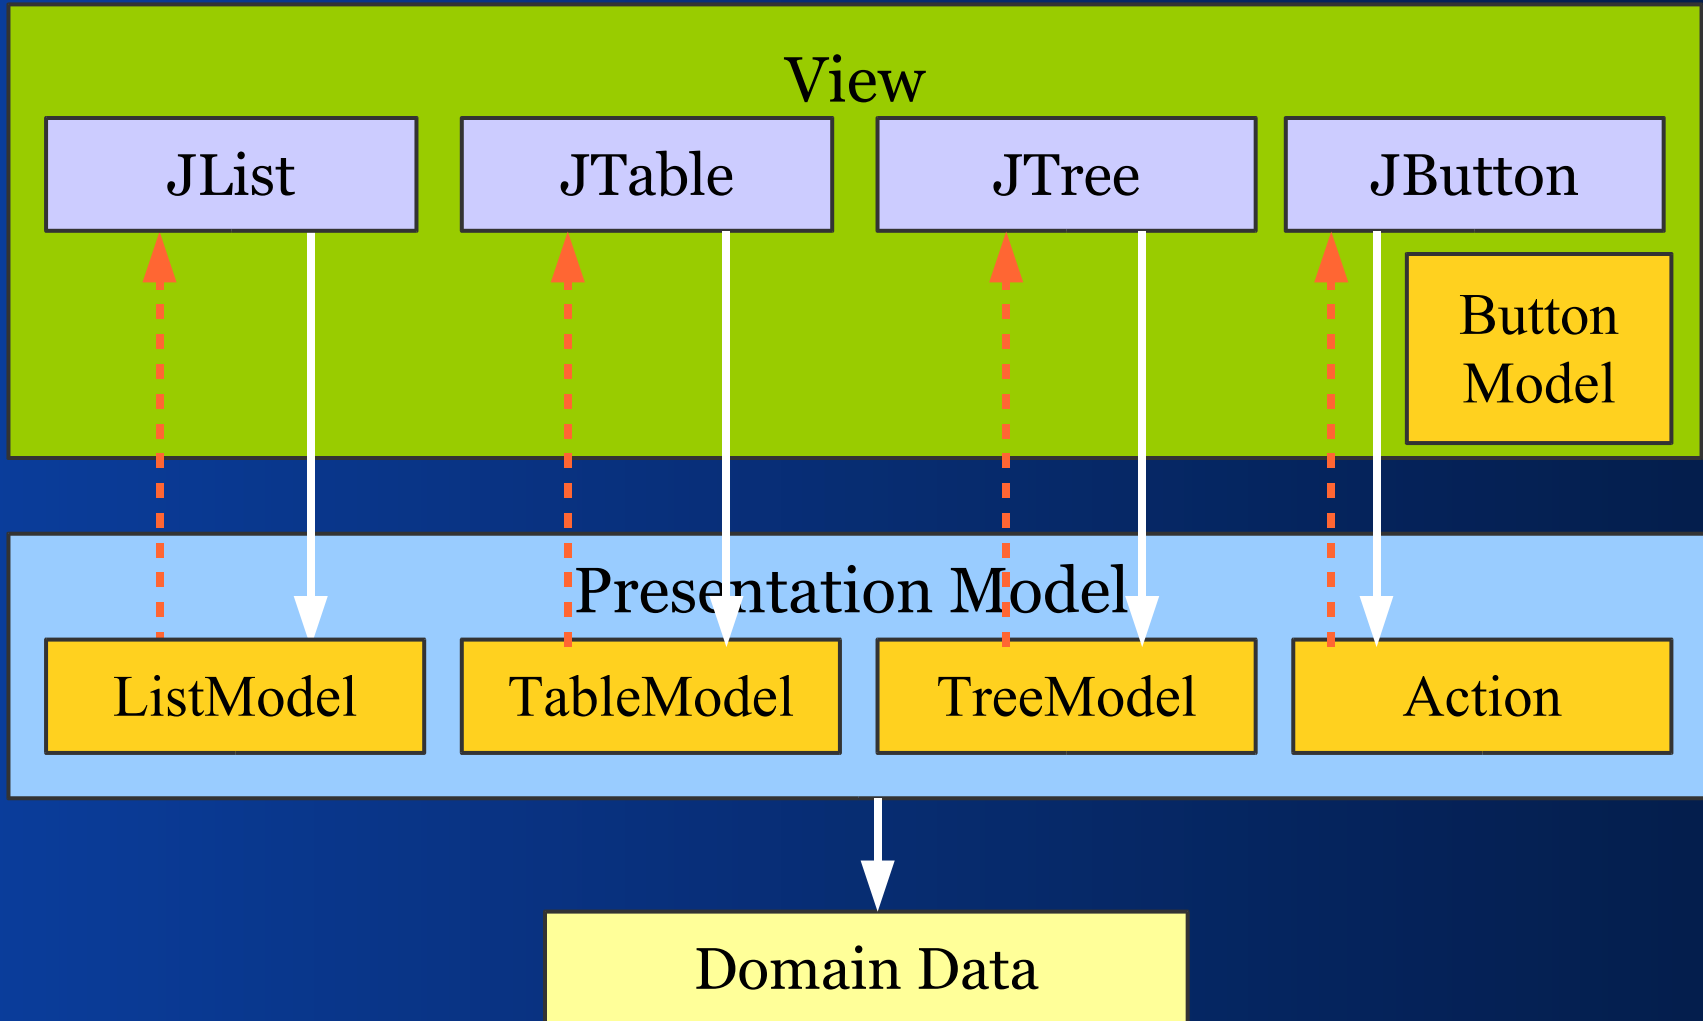 View
JList
JTable
JTree
JButton
Button
Model
Presentation Model
ListModel
TableModel
TreeModel
Action
Domain Data